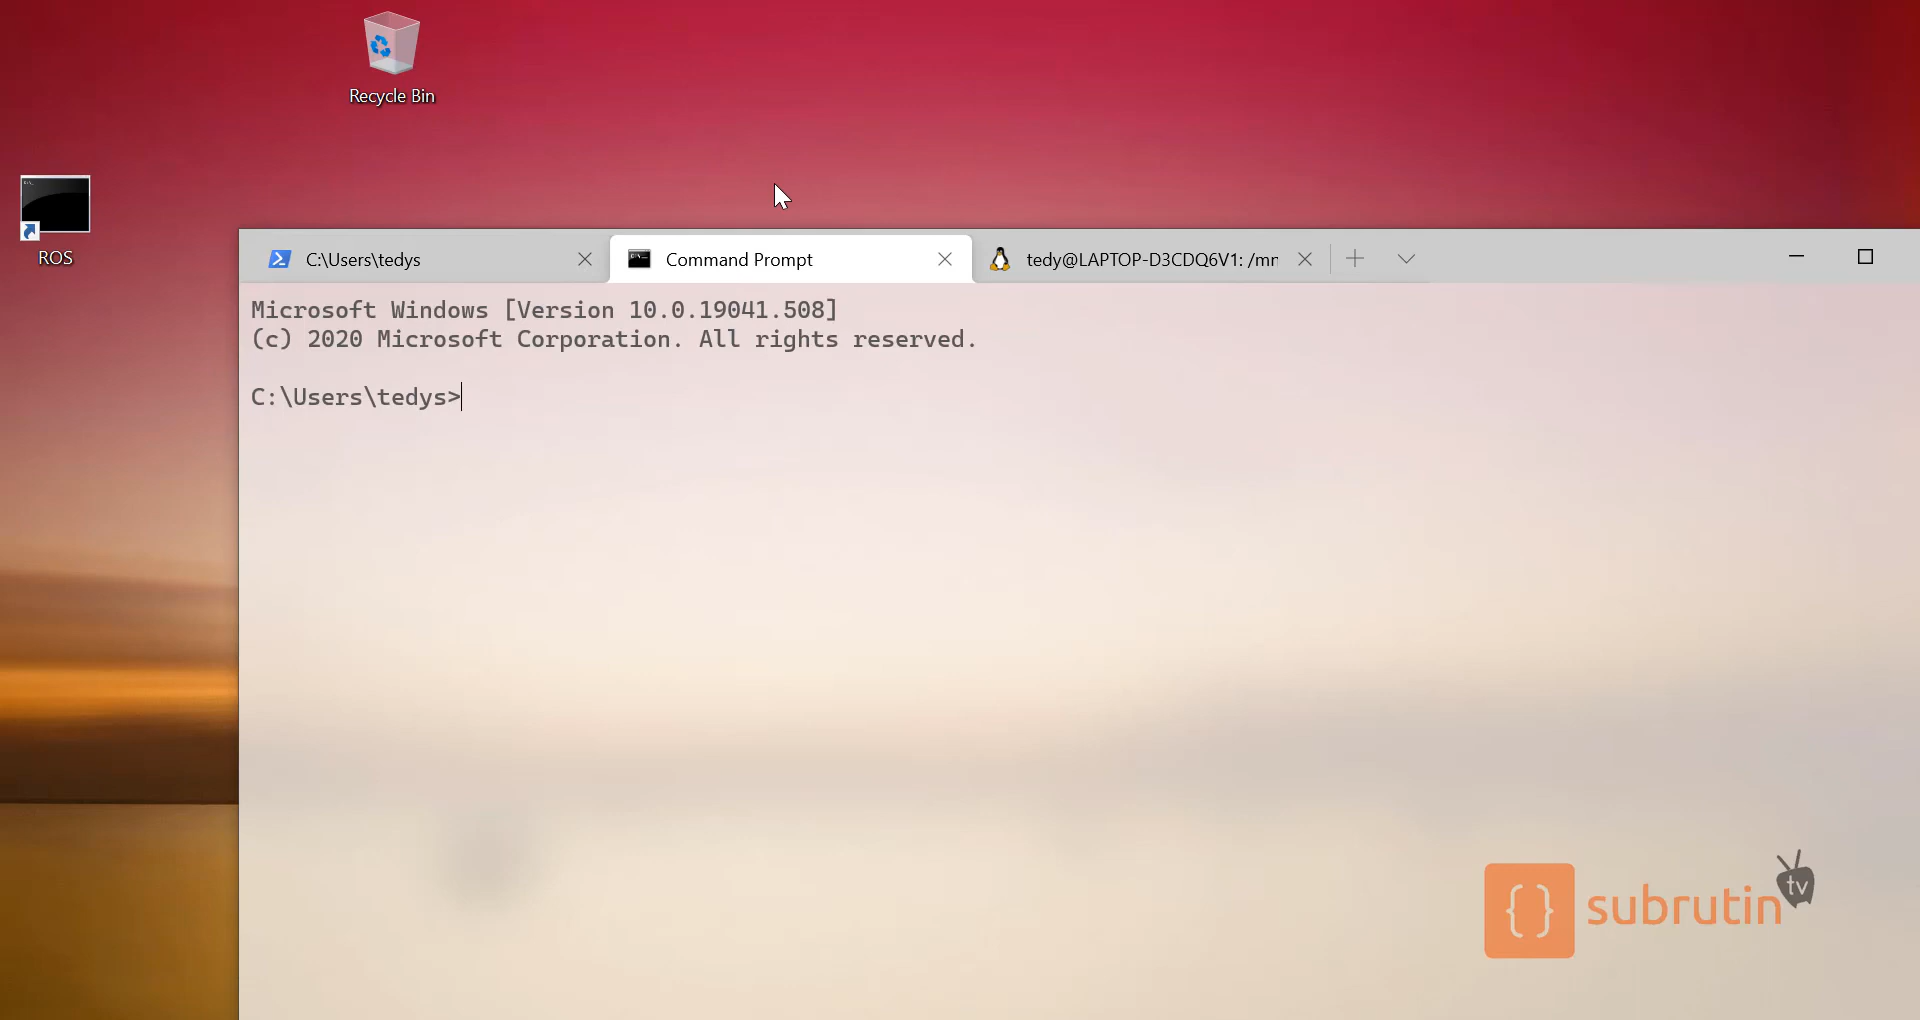 Recycle Bin
ROS
C:\Users\tedys
Command Prompt
tedy@LAPTOP-D3CDQ6V1: /mn
Microsoft Windows [Version 10.0.19041.508]
(c) 2020 Microsoft Corporation. All rights reserved.
C:\Users\tedys>
{} subrutin tv